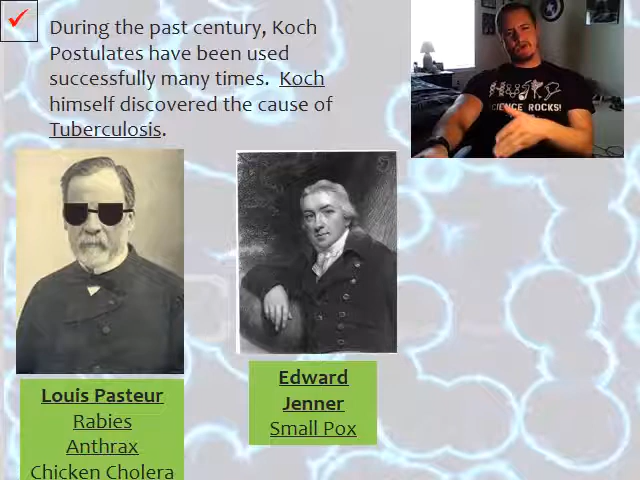 During the past century, Koch
Postulates have been used
successfully many times. Koch
himself discovered the cause of
Tuberculosis.
SCIENCE ROCKS!
Louis Pasteur
Rabies
Anthrax
Chicken Cholera
Edward
Jenner
Small Pox